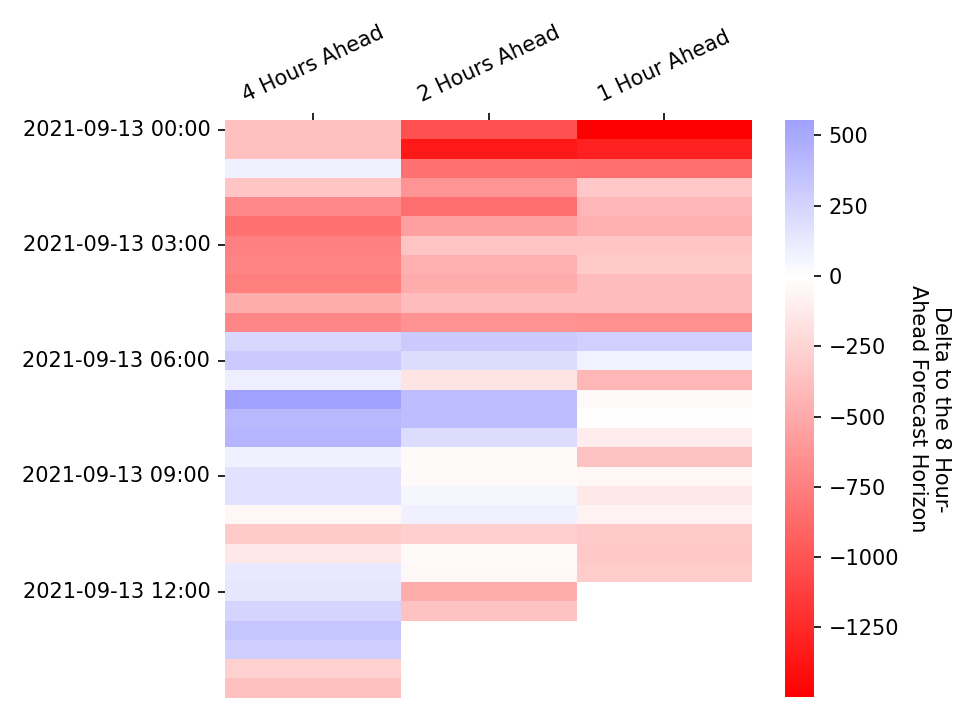 4 Hours Ahead
2 Hours Ahead
1 Hour Ahead
2021-09-13 00:00
2021-09-13 03:00
2021-09-13 06:00
2021-09-13 09:00
2021-09-13 12:00
500
250
0
−250
−500
−750
−1000
−1250
Delta to the 8 Hour-
Ahead Forecast Horizon